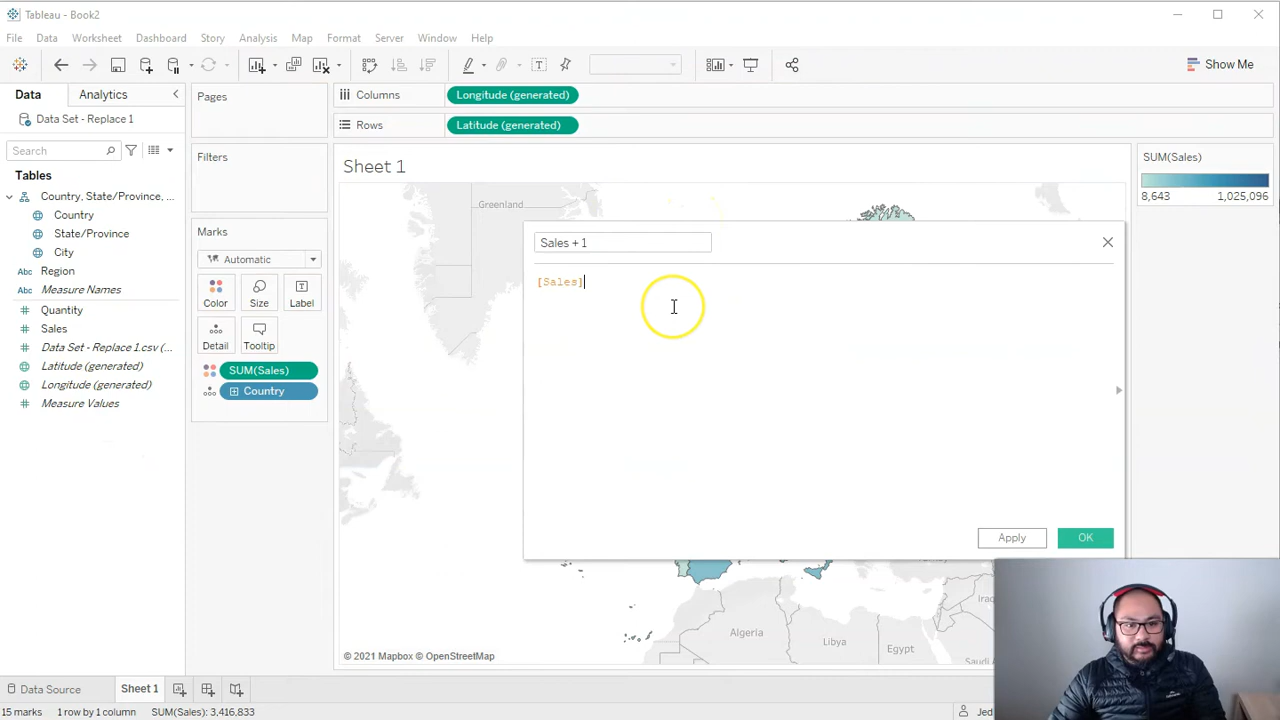 Tableau - Book2
File Data Worksheet Dashboard Story Analysis Map Format Server Window Help
Show Me
Data Analytics
Data Set - Replace 1
Search
Tables
Country, State/Province, ...
Country
State/Province
City
Abc Region
Abc Measure Names
# Quantity
# Sales
# Data Set - Replace 1.csv (...
Latitude (generated)
Longitude (generated)
# Measure Values
Pages
Filters
Marks
Automatic
Color Size Label
Detail Tooltip
SUM(Sales)
Country
Columns Longitude (generated)
Rows Latitude (generated)
Sheet 1
Greenland
Sales + 1
[Sales]
Apply OK
Algeria
Libya
Egypt
Iraq
© 2021 Mapbox © OpenStreetMap
SUM(Sales)
8,643 1,025,096
Data Source Sheet 1
15 marks 1 row by 1 column SUM(Sales): 3,416,833
Jed